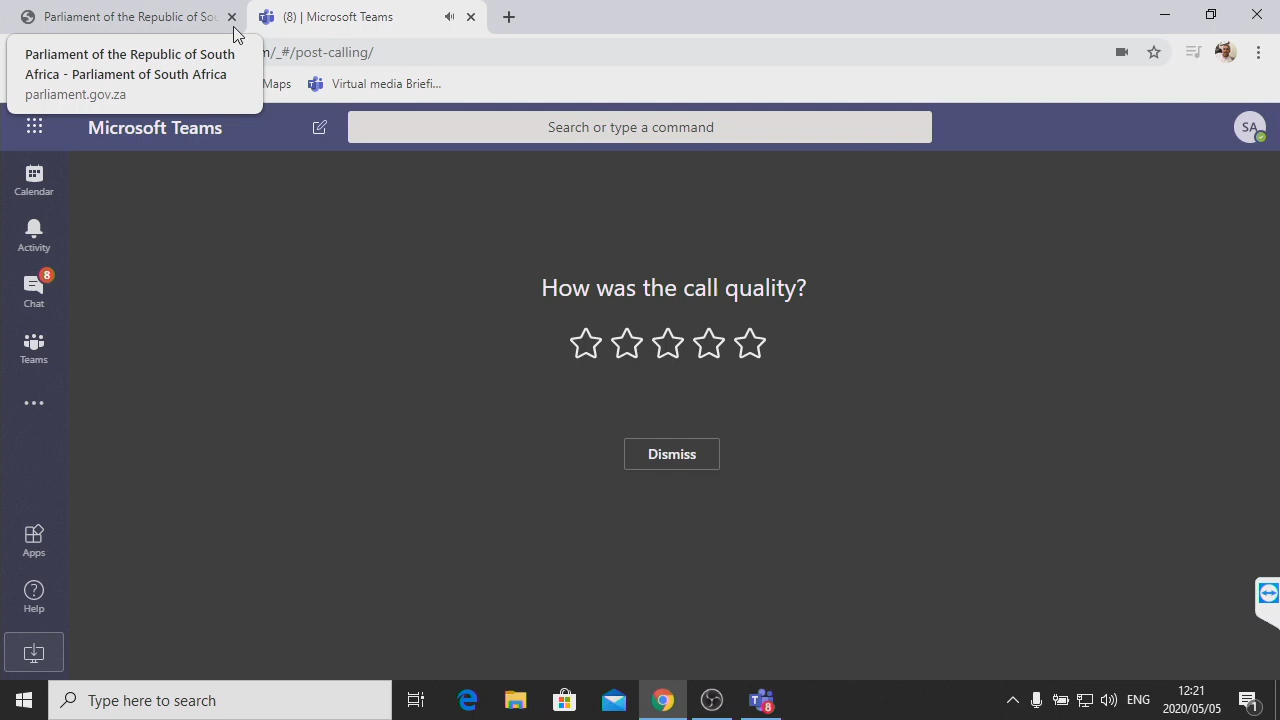 Parliament of the Republic of Sou
(8) | Microsoft Teams
Parliament of the Republic of South
Africa - Parliament of South Africa
parliament.gov.za
/_#/post-calling/
Maps
Virtual media Briefi...
Microsoft Teams
Search or type a command
SA
Calendar
Activity
8
Chat
Teams
How was the call quality?
Dismiss
Apps
Help
Type here to search
8
ENG
12:21
2020/05/05
1